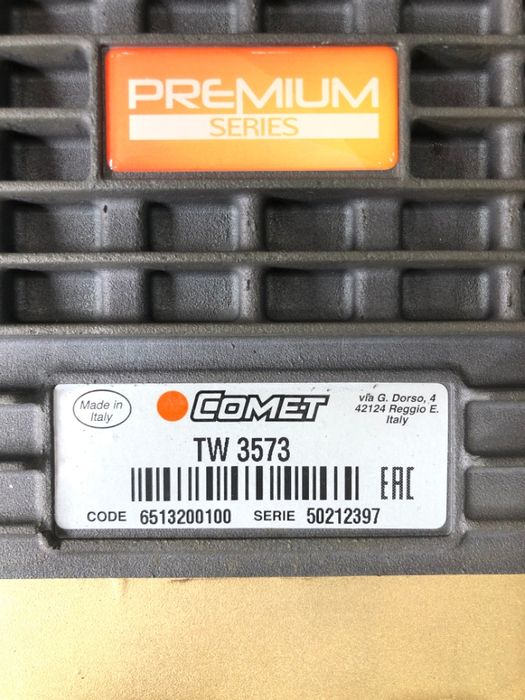 PREMIUM
SERIES
Made in
Italy
COMET
via G. Dorso, 4
42124 Reggio E.
Italy
TW 3573
EAC
CODE 6513200100 SERIE 50212397